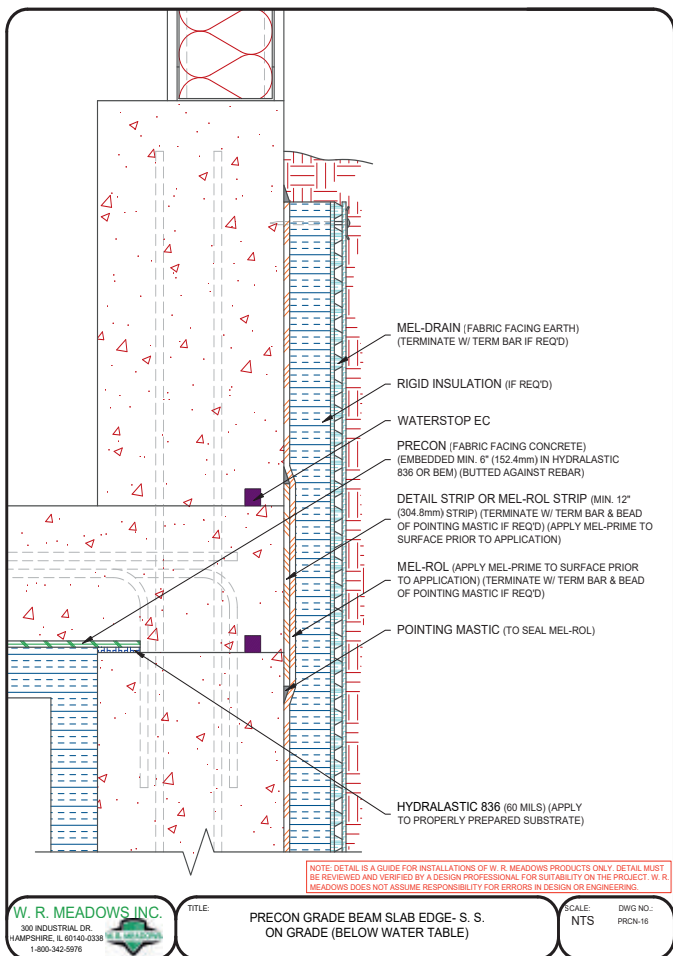 MEL-DRAIN (FABRIC FACING EARTH)
(TERMINATE W/ TERM BAR IF REQ'D)
RIGID INSULATION (IF REQ'D)
WATERSTOP EC
PRECON (FABRIC FACING CONCRETE)
(EMBEDDED MIN. 6" (152.4mm) IN HYDRALASTIC
836 OR BEM) (BUTTED AGAINST REBAR)
DETAIL STRIP OR MEL-ROL STRIP (MIN. 12"
(304.8mm) STRIP) (TERMINATE W/ TERM BAR & BEAD
OF POINTING MASTIC IF REQ'D) (APPLY MEL-PRIME TO
SURFACE PRIOR TO APPLICATION)
MEL-ROL (APPLY MEL-PRIME TO SURFACE PRIOR
TO APPLICATION) (TERMINATE W/ TERM BAR & BEAD
OF POINTING MASTIC IF REQ'D)
POINTING MASTIC (TO SEAL MEL-ROL)
HYDRALASTIC 836 (60 MILS) (APPLY
TO PROPERLY PREPARED SUBSTRATE)
NOTE: DETAIL IS A GUIDE FOR INSTALLATIONS OF W. R. MEADOWS PRODUCTS ONLY. DETAIL MUST
BE REVIEWED AND VERIFIED BY A DESIGN PROFESSIONAL FOR SUITABILITY ON THE PROJECT. W. R.
MEADOWS DOES NOT ASSUME RESPONSIBILITY FOR ERRORS IN DESIGN OR ENGINEERING.
W. R. MEADOWS INC.
300 INDUSTRIAL DR.
HAMPSHIRE, IL 60140-0338
1-800-342-5976
W. R. MEADOWS
TITLE:
PRECON GRADE BEAM SLAB EDGE- S. S.
ON GRADE (BELOW WATER TABLE)
SCALE:
NTS
DWG NO.:
PRCN-16